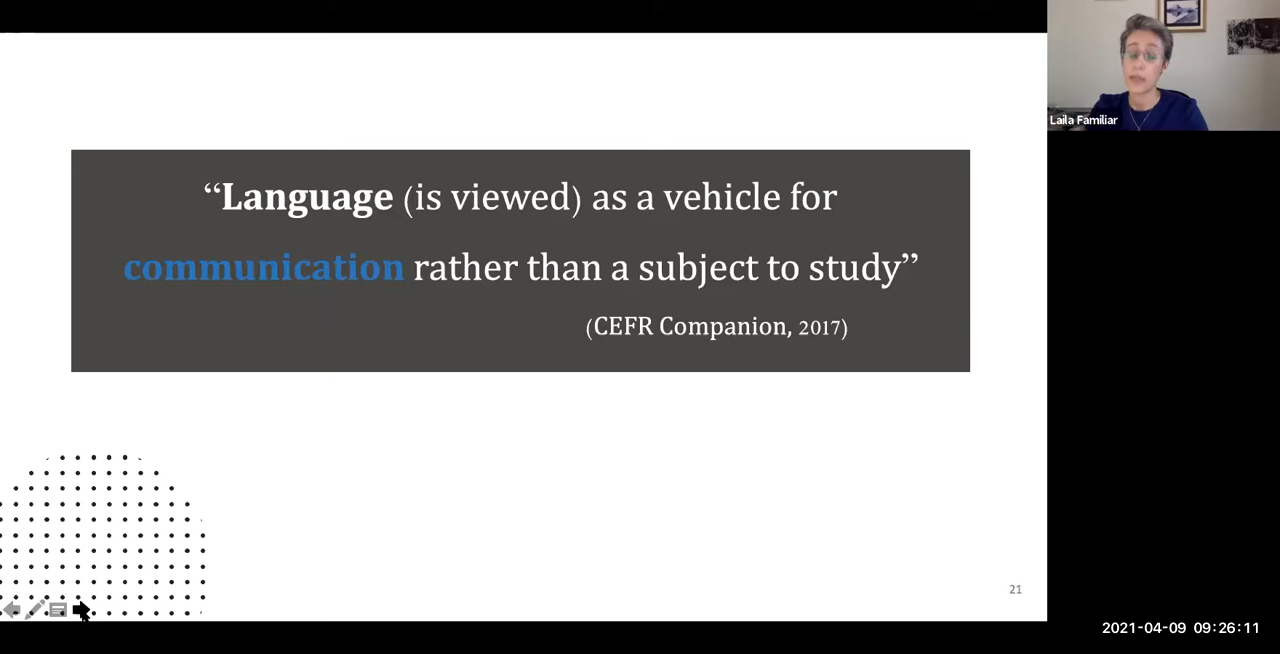 “Language (is viewed) as a vehicle for
communication rather than a subject to study”
(CEFR Companion, 2017)
21
Laila Familiar
2021-04-09 09:26:11